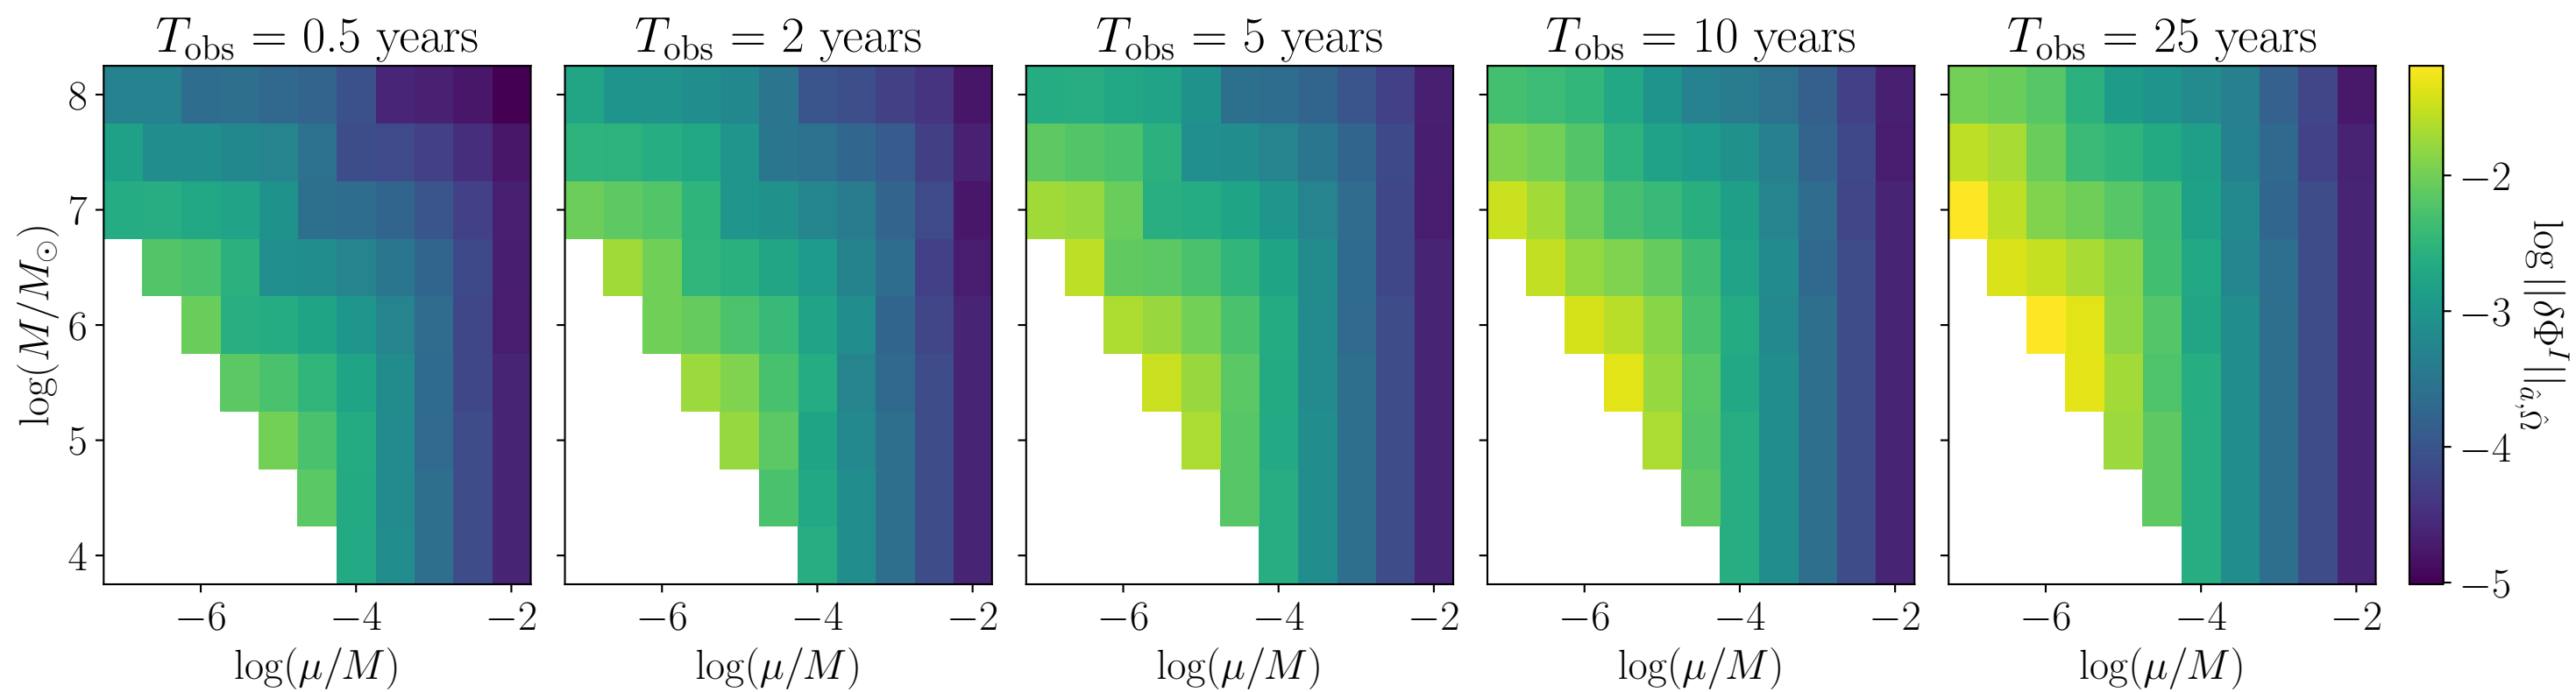 T_obs = 0.5 years
T_obs = 2 years
T_obs = 5 years
T_obs = 10 years
T_obs = 25 years
log(M/M_⊙)
8
7
6
5
4
−6 −4 −2
−6 −4 −2
−6 −4 −2
−6 −4 −2
−6 −4 −2
log(μ/M)
log(μ/M)
log(μ/M)
log(μ/M)
log(μ/M)
−2
−3
−4
−5
log ||δΦ^I||_{â,Ω̂}